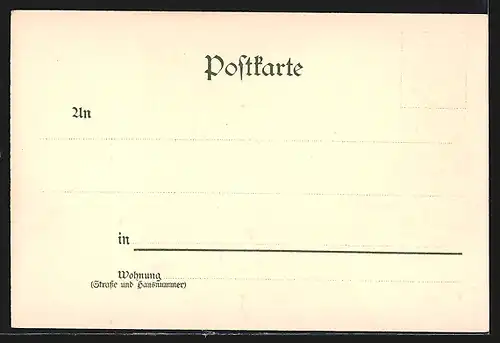 Postkarte
An
in
Wohnung
(Straße und Hausnummer)